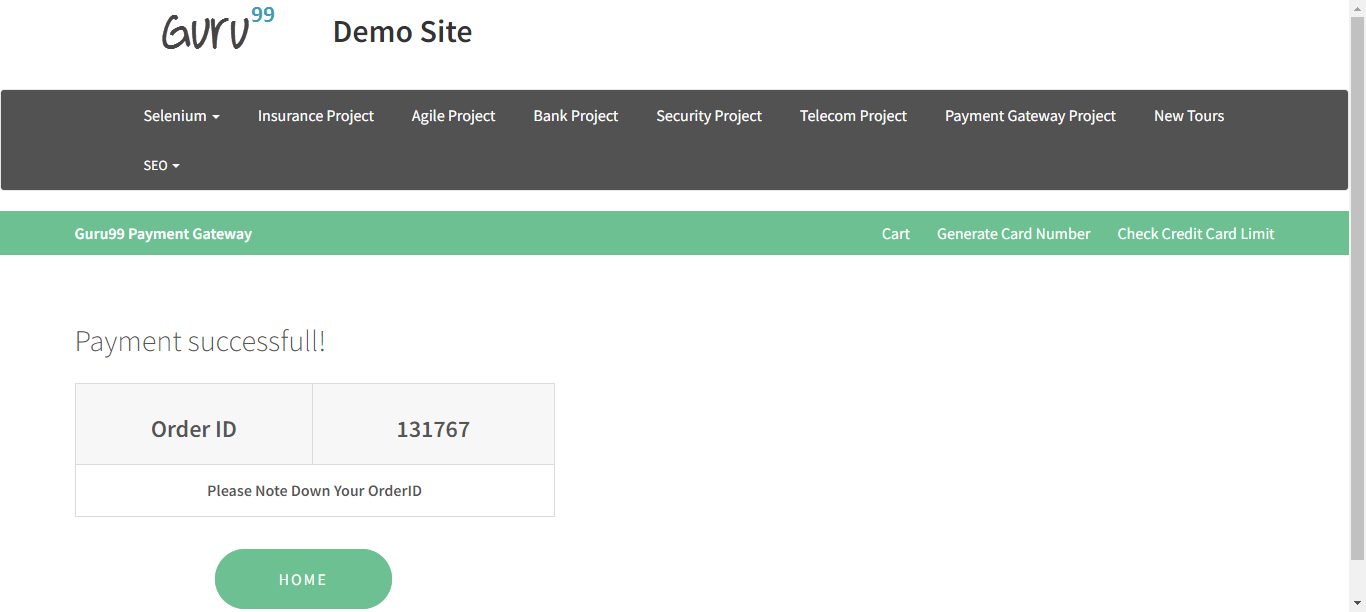 Guru99 Demo Site
Selenium Insurance Project Agile Project Bank Project Security Project Telecom Project Payment Gateway Project New Tours
SEO
Guru99 Payment Gateway Cart Generate Card Number Check Credit Card Limit
Payment successfull!
Order ID 131767
Please Note Down Your OrderID
HOME